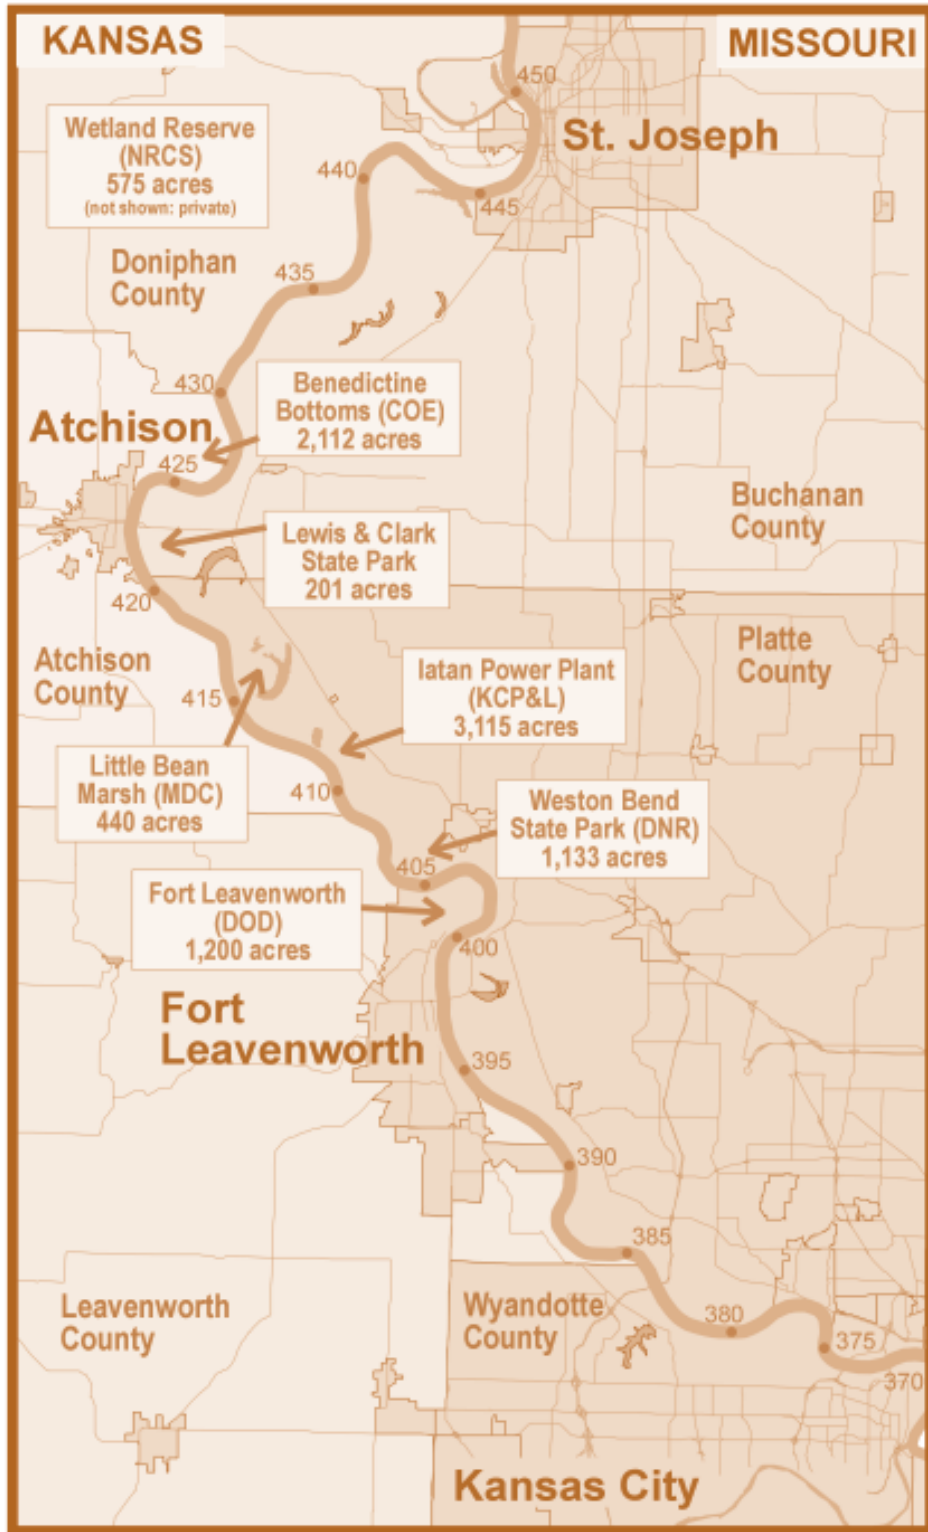 KANSAS
MISSOURI
450
St. Joseph
Wetland Reserve
(NRCS)
575 acres
(not shown: private)
440
445
Doniphan
County
435
430
Benedictine
Bottoms (COE)
2,112 acres
Atchison
425
Buchanan
County
Lewis & Clark
State Park
201 acres
420
Atchison
County
Platte
County
Iatan Power Plant
(KCP&L)
3,115 acres
415
Little Bean
Marsh (MDC)
440 acres
410
Weston Bend
State Park (DNR)
1,133 acres
405
Fort Leavenworth
(DOD)
1,200 acres
400
Fort
Leavenworth
395
390
385
Leavenworth
County
Wyandotte
County
380
375
370
Kansas City